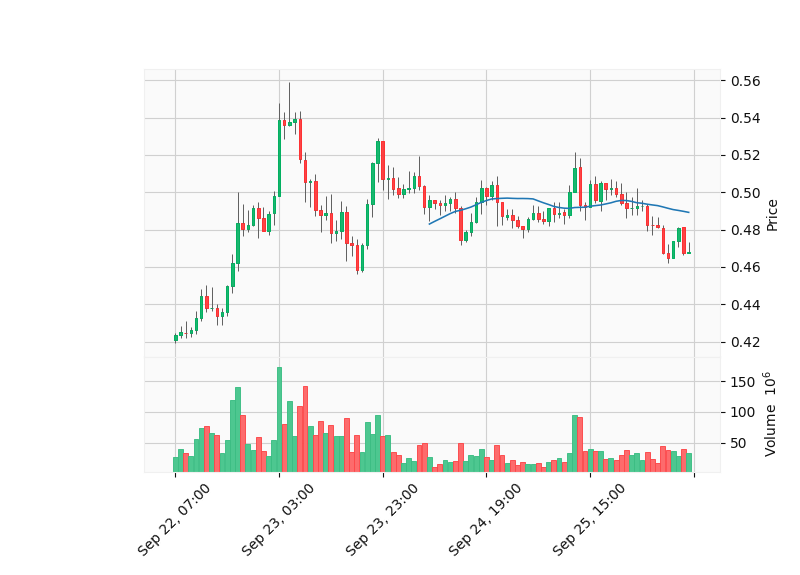 0.56
0.54
0.52
0.50
0.48
0.46
0.44
0.42
Price
150
100
50
Volume 10^6
Sep 22, 07:00
Sep 23, 03:00
Sep 23, 23:00
Sep 24, 19:00
Sep 25, 15:00